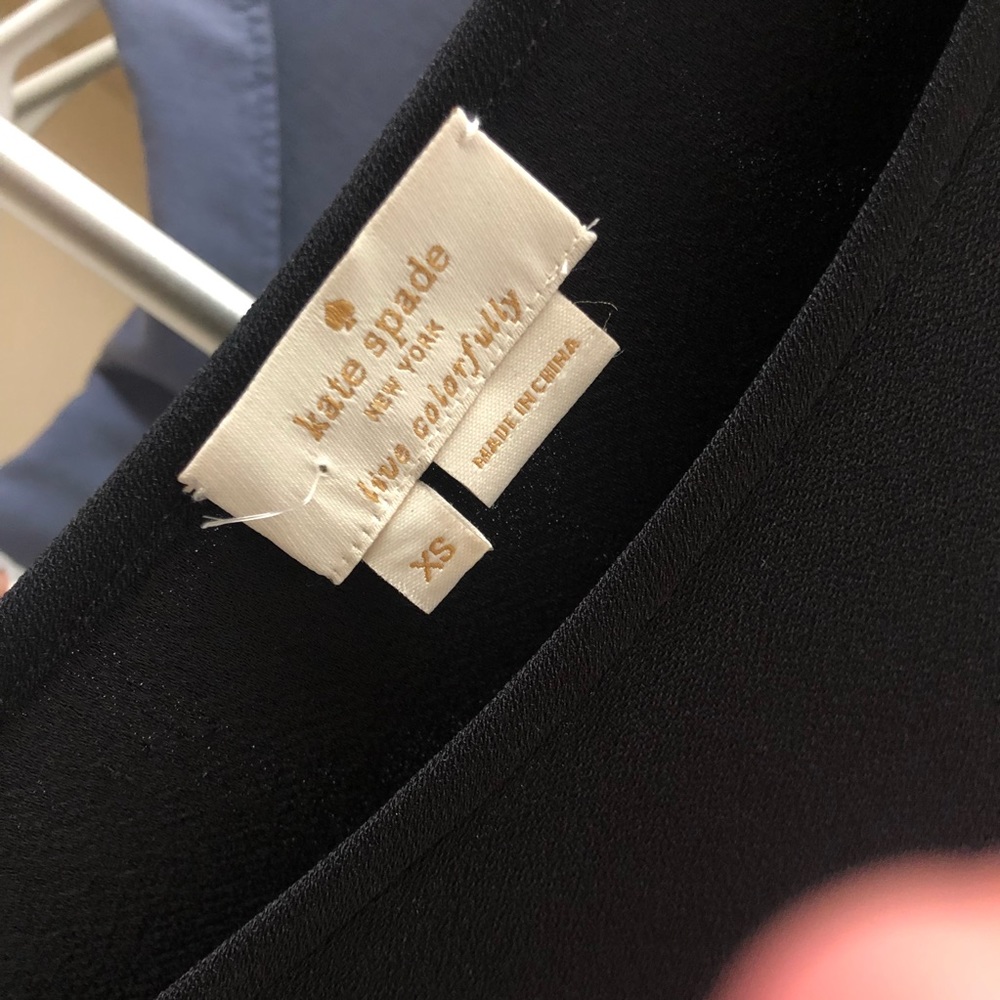 kate spade
NEW YORK
live colorfully
MADE IN CHINA
XS